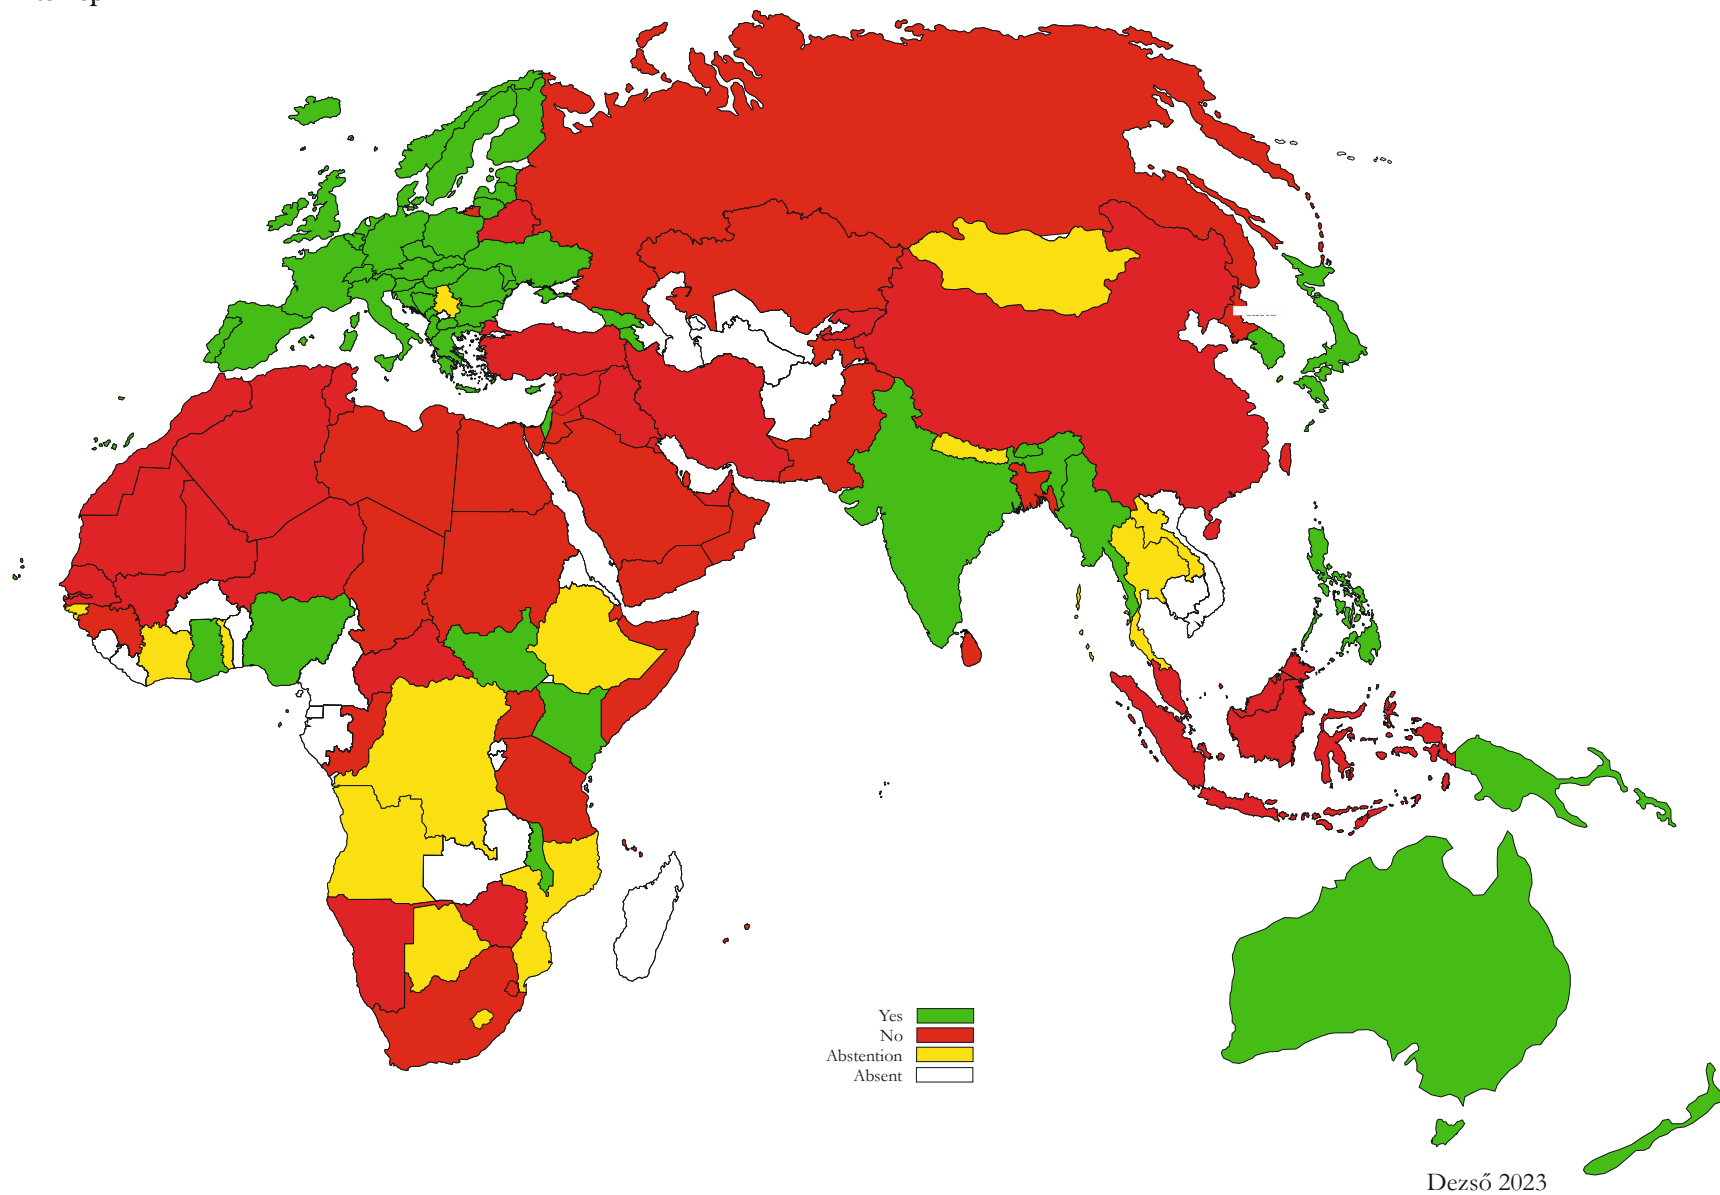 Yes
No
Abstention
Absent
Dezső 2023